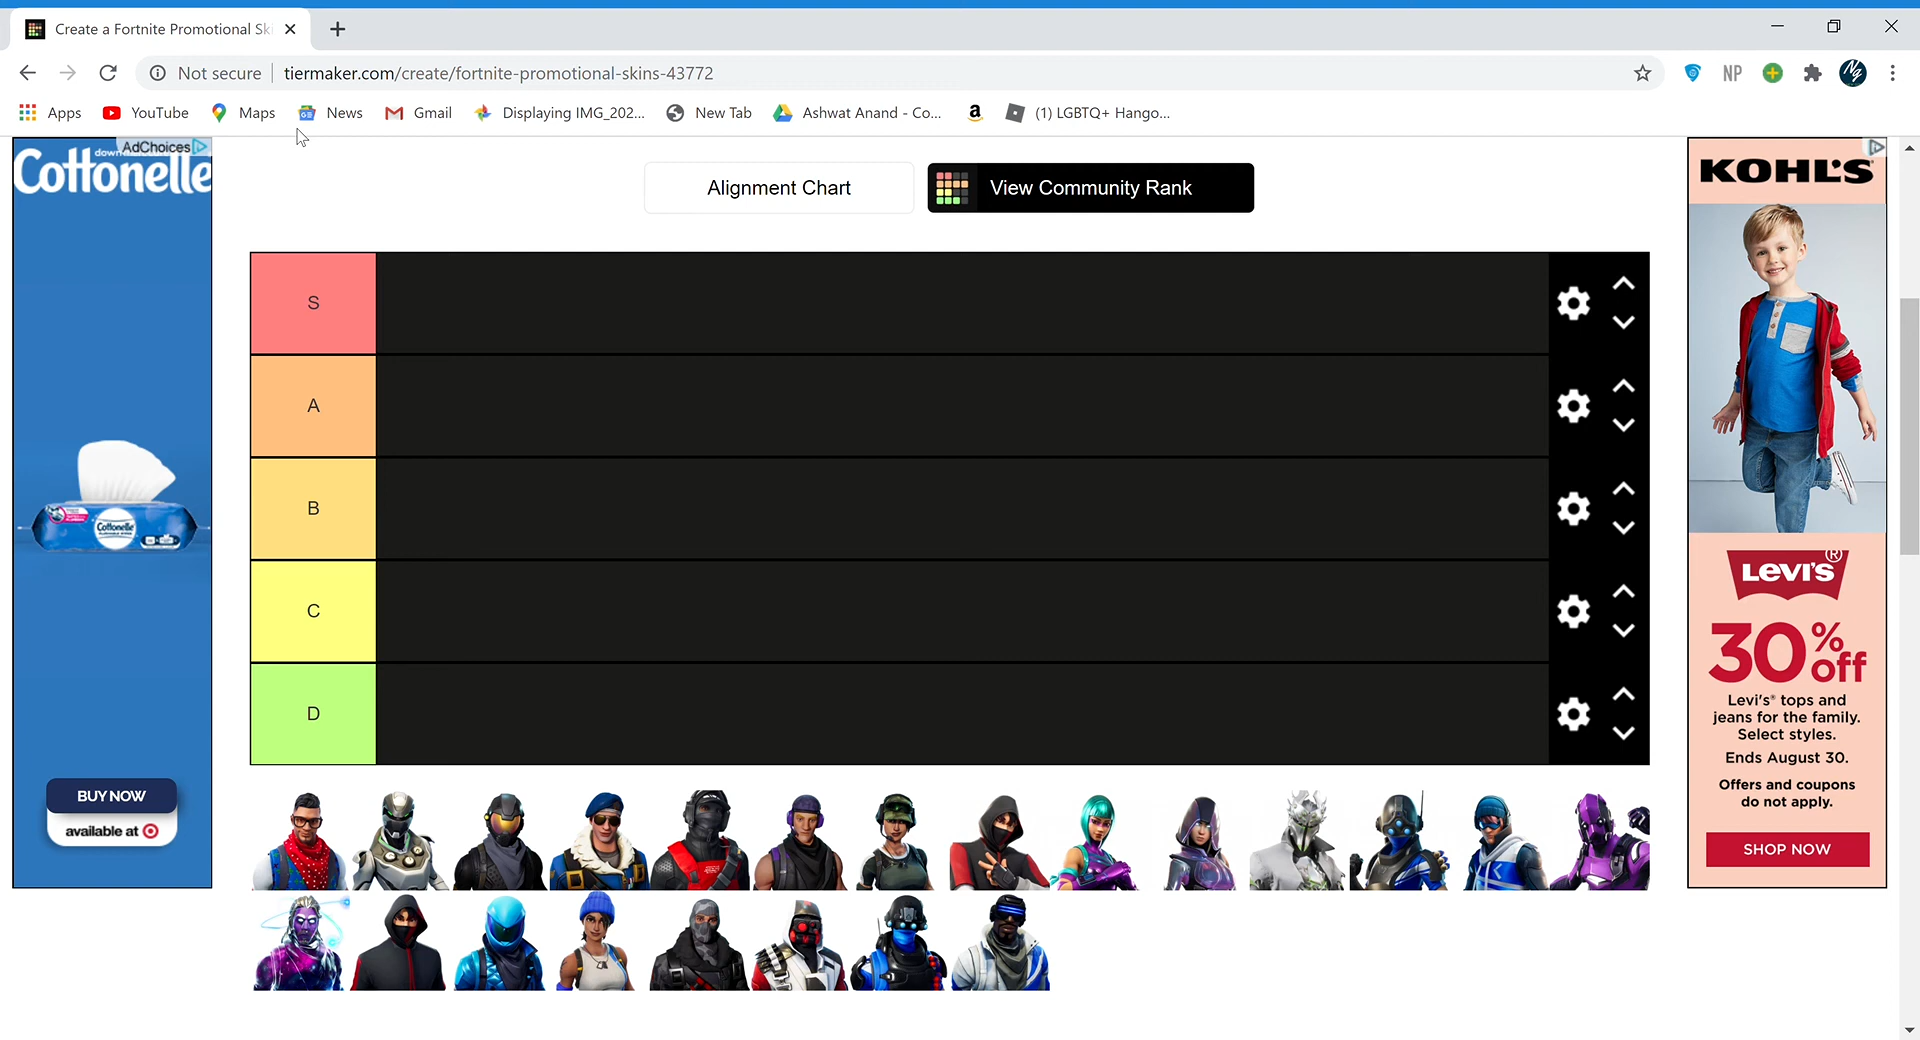 Create a Fortnite Promotional Sk
Not secure
tiermaker.com/create/fortnite-promotional-skins-43772
NP
Apps
YouTube
Maps
News
Gmail
Displaying IMG_202...
New Tab
Ashwat Anand - Co...
a
(1) LGBTQ+ Hango...
AdChoices
Cottonelle
Cottonelle
BUY NOW
available at
Alignment Chart
View Community Rank
S
A
B
C
D
KOHL'S
LEVI'S®
30% off
Levi's® tops and
jeans for the family.
Select styles.
Ends August 30.
Offers and coupons
do not apply.
SHOP NOW